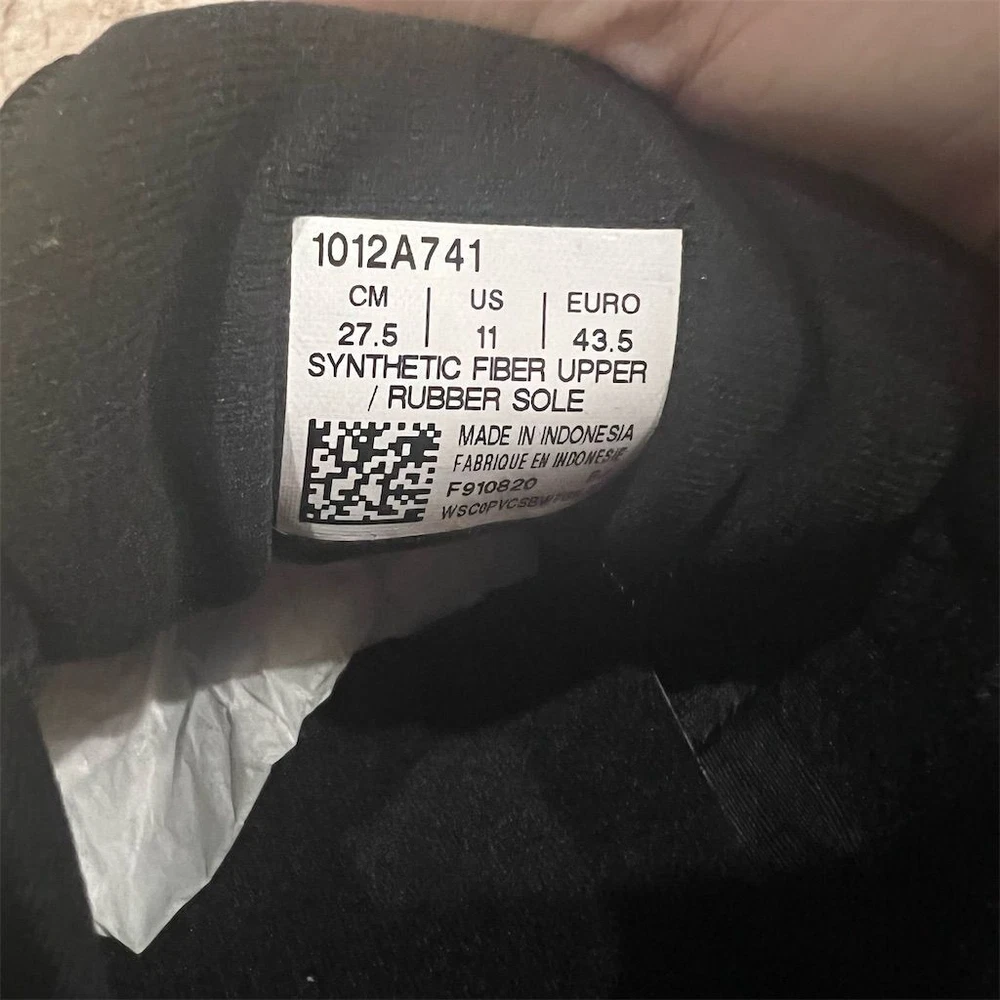 1012A741
CM | US | EURO
27.5 | 11 | 43.5
SYNTHETIC FIBER UPPER
/ RUBBER SOLE
MADE IN INDONESIA
FABRIQUE EN INDONESIE
F910820